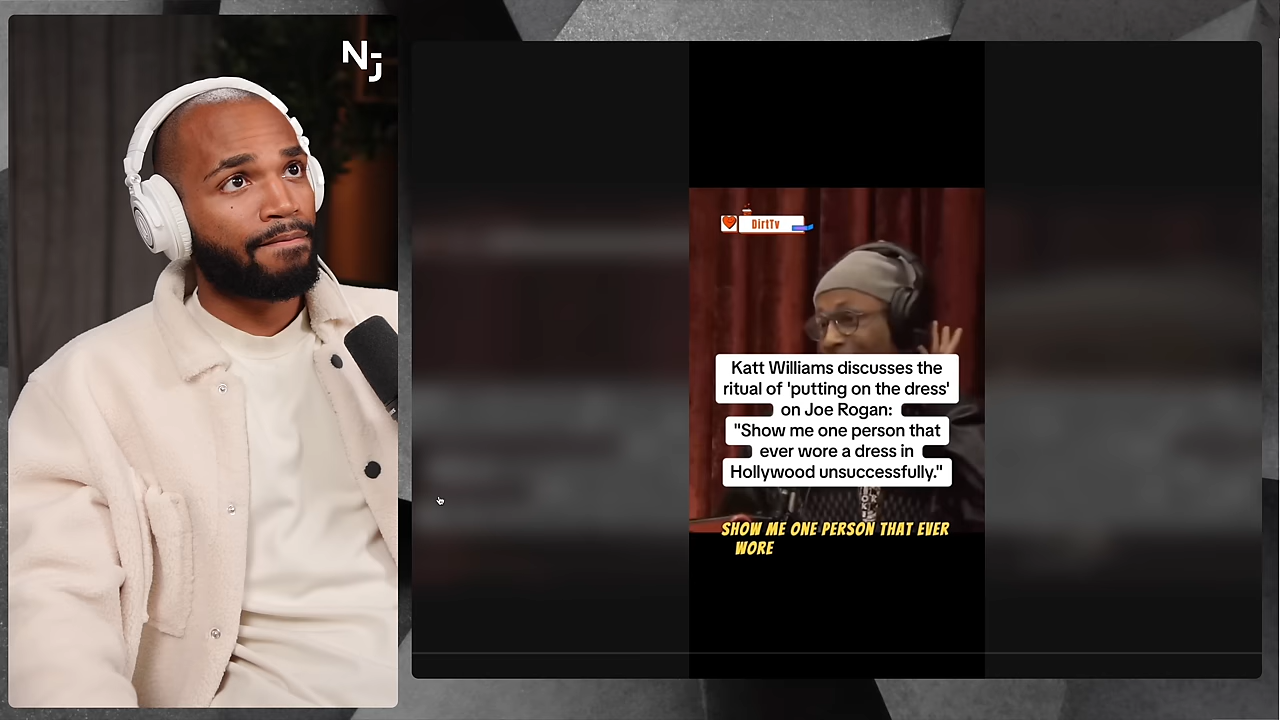 NJ
DirtTv
Katt Williams discusses the
ritual of 'putting on the dress'
on Joe Rogan:
"Show me one person that
ever wore a dress in
Hollywood unsuccessfully."
SHOW ME ONE PERSON THAT EVER
WORE